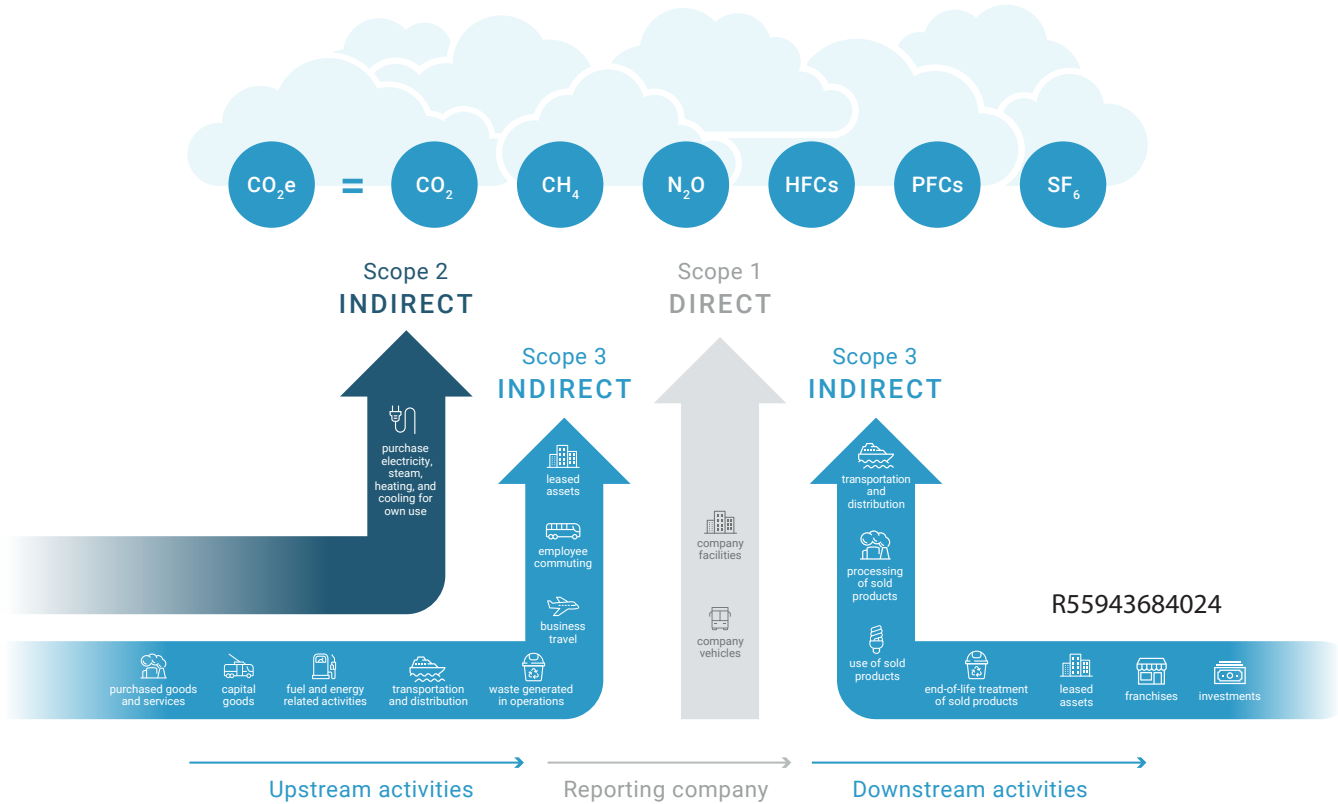 CO₂e = CO₂ CH₄ N₂O HFCs PFCs SF₆
Scope 2
INDIRECT
Scope 1
DIRECT
Scope 3
INDIRECT
Scope 3
INDIRECT
purchase
electricity,
steam,
heating, and
cooling for
own use
leased
assets
employee
commuting
business
travel
company
facilities
company
vehicles
transportation
and
distribution
processing
of sold
products
use of sold
products
R55943684024
purchased goods
and services
capital
goods
fuel and energy
related activities
transportation
and distribution
waste generated
in operations
end-of-life treatment
of sold products
leased
assets
franchises
investments
Upstream activities
Reporting company
Downstream activities